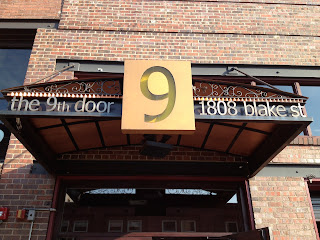 the 9th door 9 1808 blake st